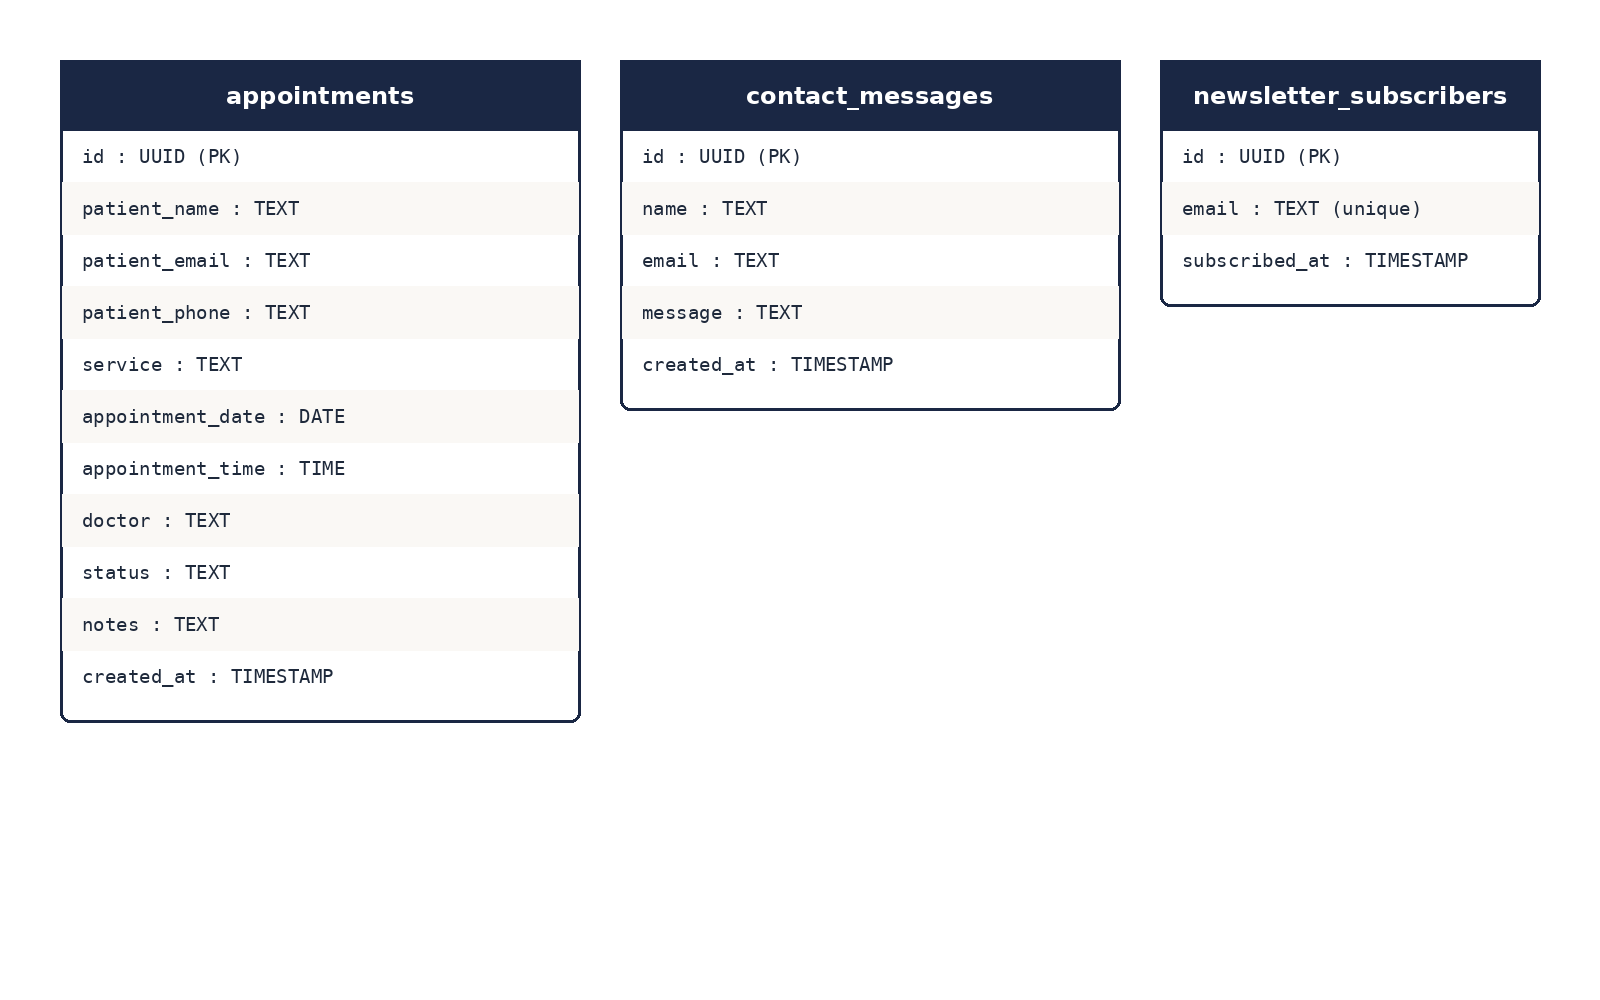 appointments
id : UUID (PK)
patient_name : TEXT
patient_email : TEXT
patient_phone : TEXT
service : TEXT
appointment_date : DATE
appointment_time : TIME
doctor : TEXT
status : TEXT
notes : TEXT
created_at : TIMESTAMP
contact_messages
id : UUID (PK)
name : TEXT
email : TEXT
message : TEXT
created_at : TIMESTAMP
newsletter_subscribers
id : UUID (PK)
email : TEXT (unique)
subscribed_at : TIMESTAMP